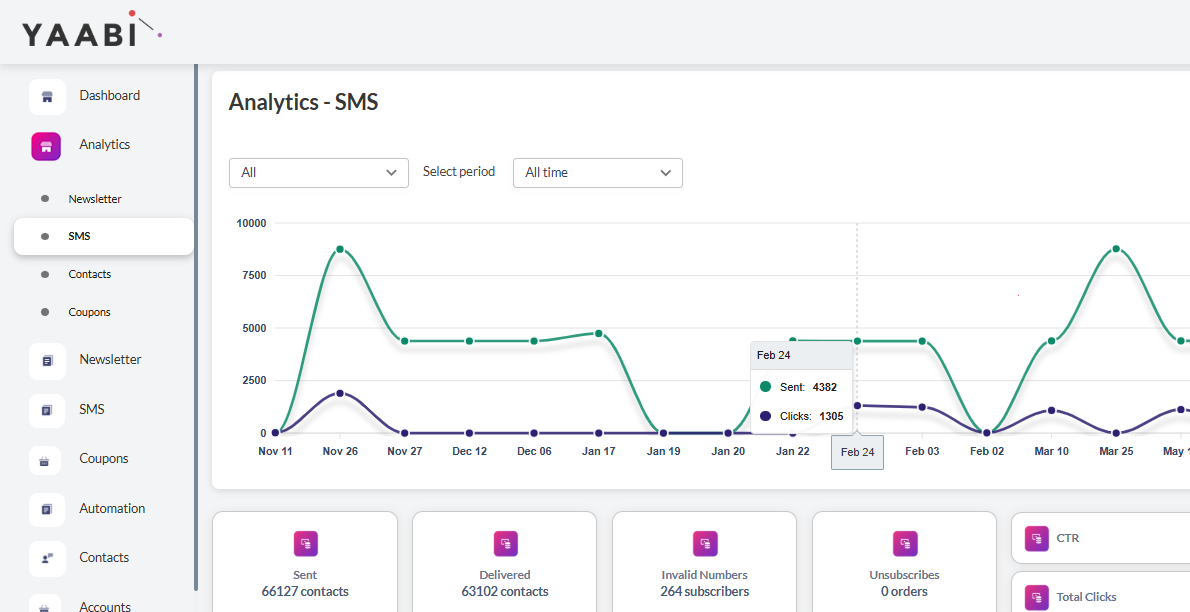 YAABI
Dashboard
Analytics
Newsletter
SMS
Contacts
Coupons
Newsletter
SMS
Coupons
Automation
Contacts
Accounts
Analytics - SMS
All
Select period
All time
10000
7500
5000
2500
0
Feb 24
Sent: 4382
Clicks: 1305
Nov 11 Nov 26 Nov 27 Dec 12 Dec 06 Jan 17 Jan 19 Jan 20 Jan 22 Feb 24 Feb 03 Feb 02 Mar 10 Mar 25 May
Sent
66127 contacts
Delivered
63102 contacts
Invalid Numbers
264 subscribers
Unsubscribes
0 orders
CTR
Total Clicks